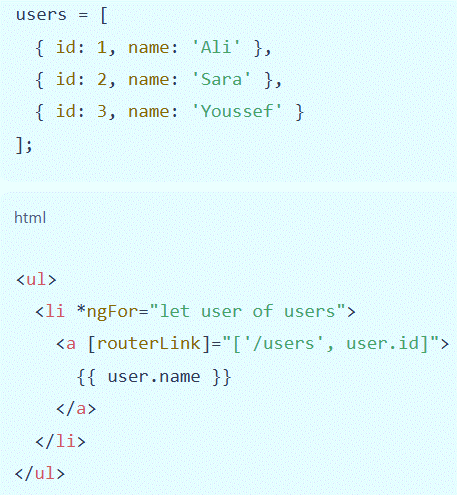 users = [
  { id: 1, name: 'Ali' },
  { id: 2, name: 'Sara' },
  { id: 3, name: 'Youssef' }
];
html
<ul>
  <li *ngFor="let user of users">
    <a [routerLink]="['/users', user.id]">
      {{ user.name }}
    </a>
  </li>
</ul>